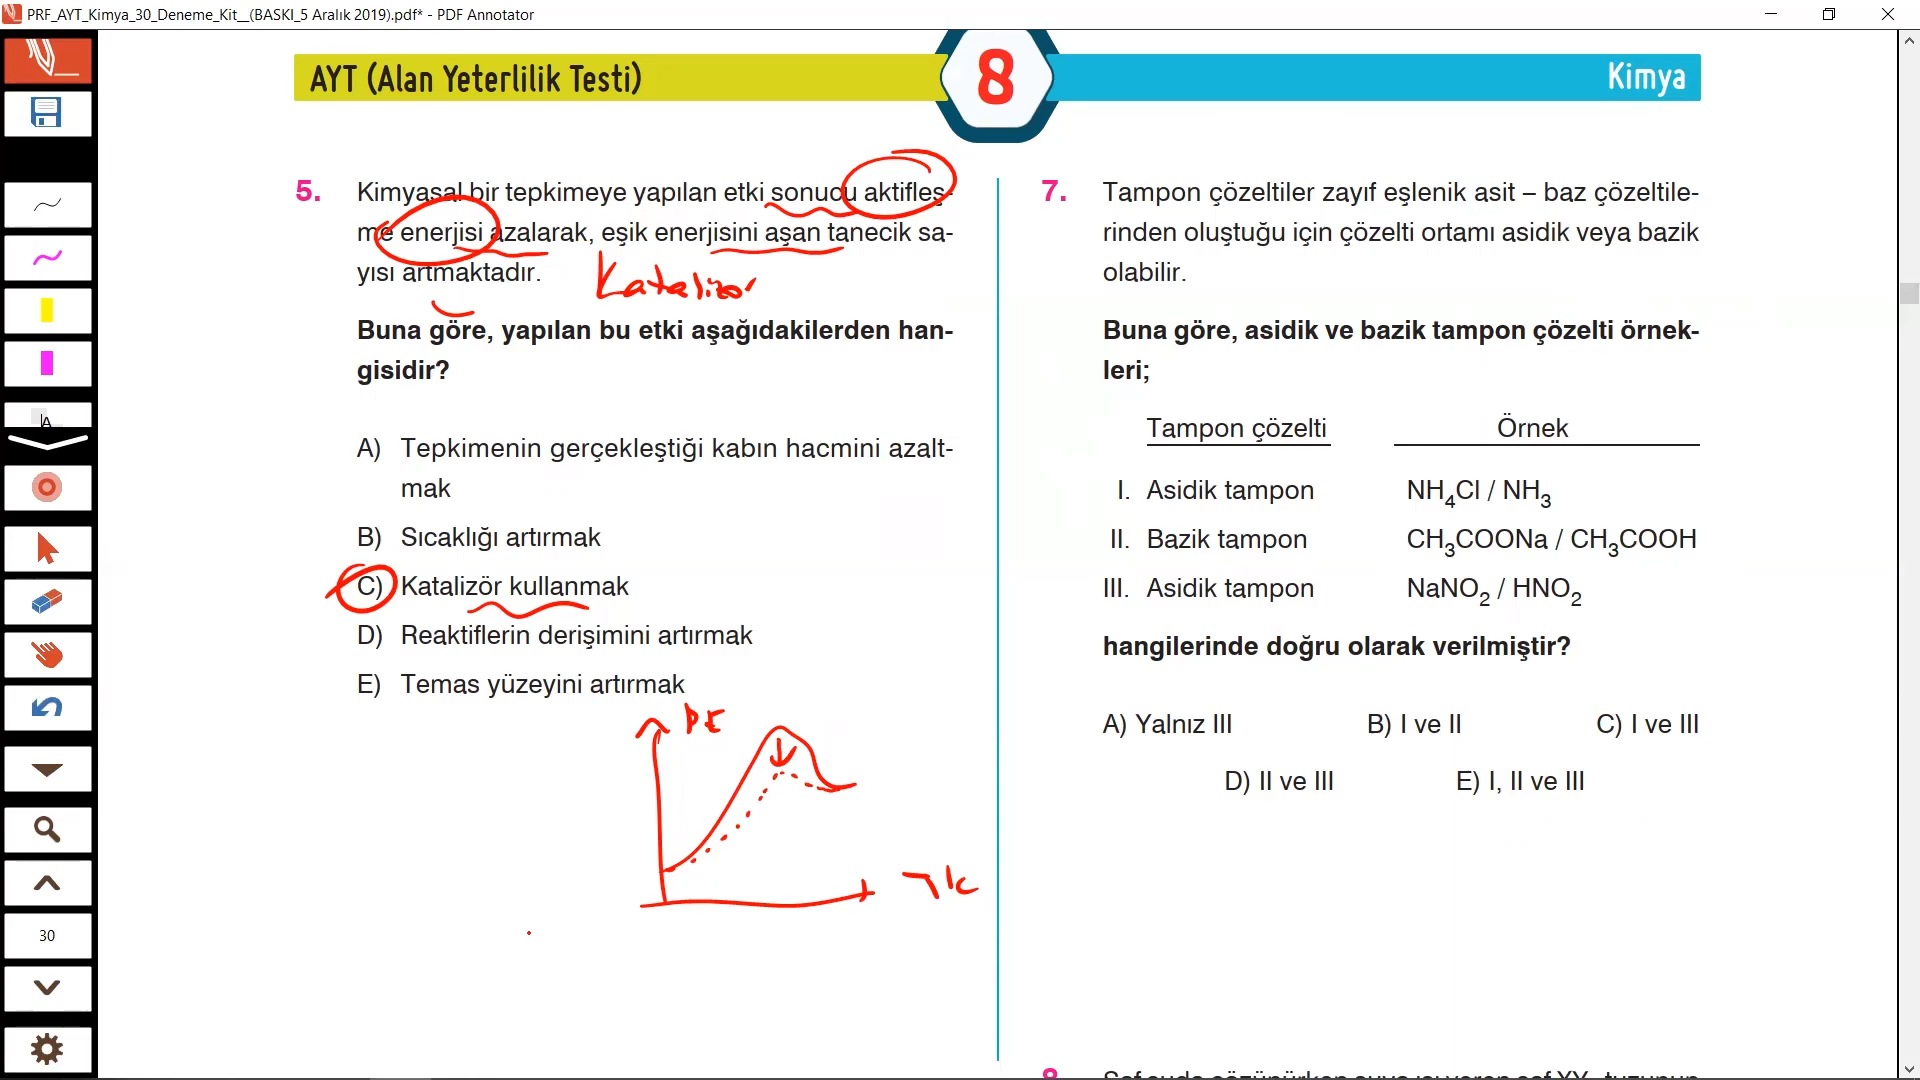 PRF_AYT_Kimya_30_Deneme_Kit__(BASKI_5 Aralık 2019).pdf* - PDF Annotator
AYT (Alan Yeterlilik Testi)
8
Kimya
5. Kimyasal bir tepkimeye yapılan etki sonucu aktifleş-
me enerjisi azalarak, eşik enerjisini aşan tanecik sa-
yısı artmaktadır.
Katalizör
Buna göre, yapılan bu etki aşağıdakilerden han-
gisidir?
A) Tepkimenin gerçekleştiği kabın hacmini azalt-
mak
B) Sıcaklığı artırmak
C) Katalizör kullanmak
D) Reaktiflerin derişimini artırmak
E) Temas yüzeyini artırmak
PE
TK
7. Tampon çözeltiler zayıf eşlenik asit – baz çözeltile-
rinden oluştuğu için çözelti ortamı asidik veya bazik
olabilir.
Buna göre, asidik ve bazik tampon çözelti örnek-
leri;
Tampon çözelti Örnek
I. Asidik tampon NH4Cl / NH3
II. Bazik tampon CH3COONa / CH3COOH
III. Asidik tampon NaNO2 / HNO2
hangilerinde doğru olarak verilmiştir?
A) Yalnız III B) I ve II C) I ve III
D) II ve III E) I, II ve III
A
30